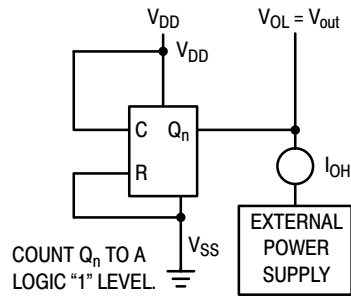 V_DD
V_DD
V_OL = V_out
C
Q_n
R
I_OH
V_SS
EXTERNAL
POWER
SUPPLY
COUNT Q_n TO A
LOGIC “1” LEVEL.